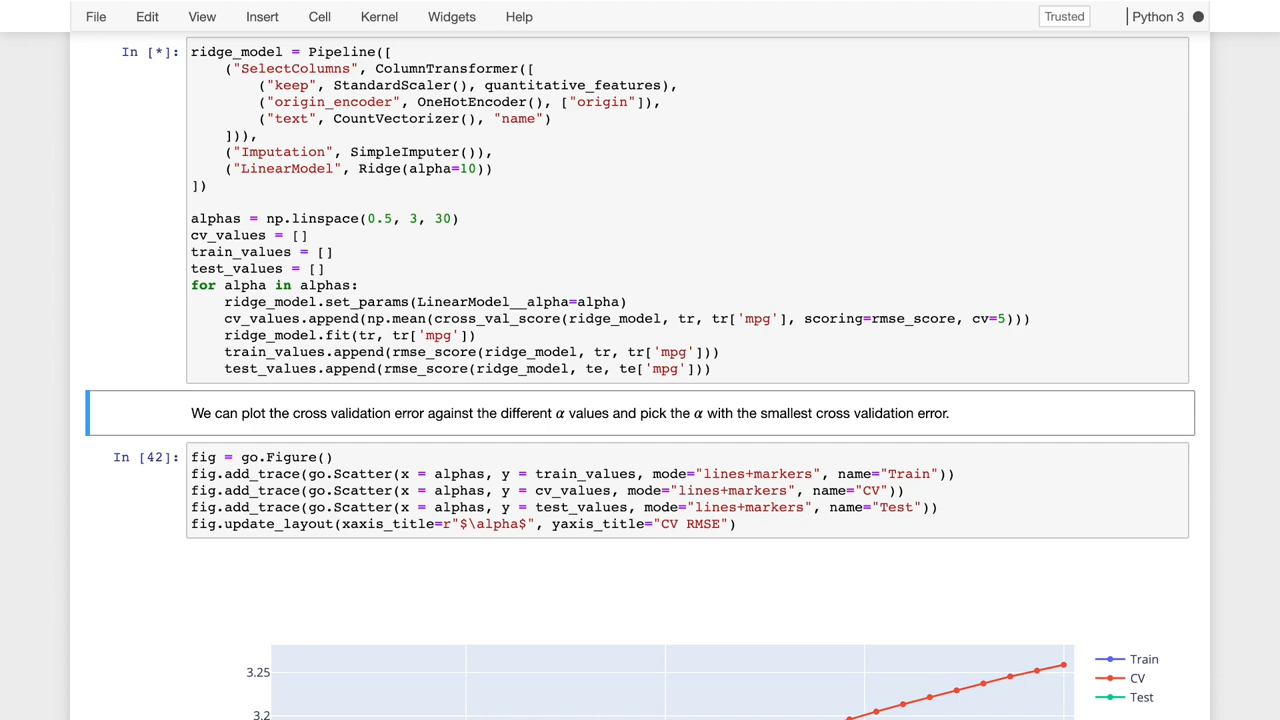 File Edit View Insert Cell Kernel Widgets Help Trusted Python 3
In [*]: ridge_model = Pipeline([
("SelectColumns", ColumnTransformer([
("keep", StandardScaler(), quantitative_features),
("origin_encoder", OneHotEncoder(), ["origin"]),
("text", CountVectorizer(), "name")
])),
("Imputation", SimpleImputer()),
("LinearModel", Ridge(alpha=10))
])
alphas = np.linspace(0.5, 3, 30)
cv_values = []
train_values = []
test_values = []
for alpha in alphas:
ridge_model.set_params(LinearModel__alpha=alpha)
cv_values.append(np.mean(cross_val_score(ridge_model, tr, tr['mpg'], scoring=rmse_score, cv=5)))
ridge_model.fit(tr, tr['mpg'])
train_values.append(rmse_score(ridge_model, tr, tr['mpg']))
test_values.append(rmse_score(ridge_model, te, te['mpg']))
We can plot the cross validation error against the different α values and pick the α with the smallest cross validation error.
In [42]: fig = go.Figure()
fig.add_trace(go.Scatter(x = alphas, y = train_values, mode="lines+markers", name="Train"))
fig.add_trace(go.Scatter(x = alphas, y = cv_values, mode="lines+markers", name="CV"))
fig.add_trace(go.Scatter(x = alphas, y = test_values, mode="lines+markers", name="Test"))
fig.update_layout(xaxis_title=r"$\alpha$", yaxis_title="CV RMSE")
Train
3.25
CV
Test
3.2